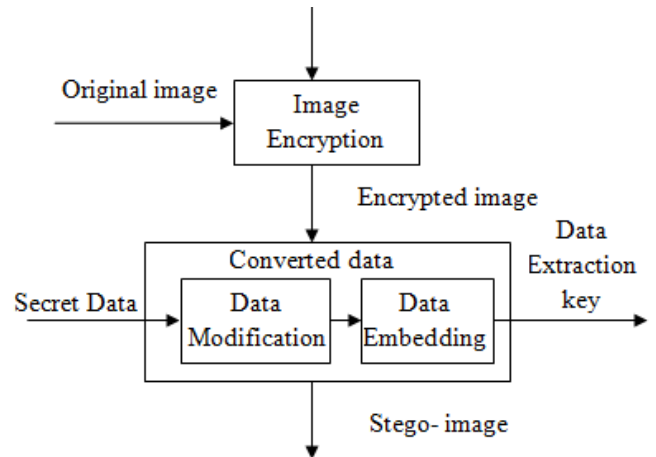 Original image
Image
Encryption
Encrypted image
Data
Extraction
key
Converted data
Secret Data
Data
Modification
Data
Embedding
Stego- image